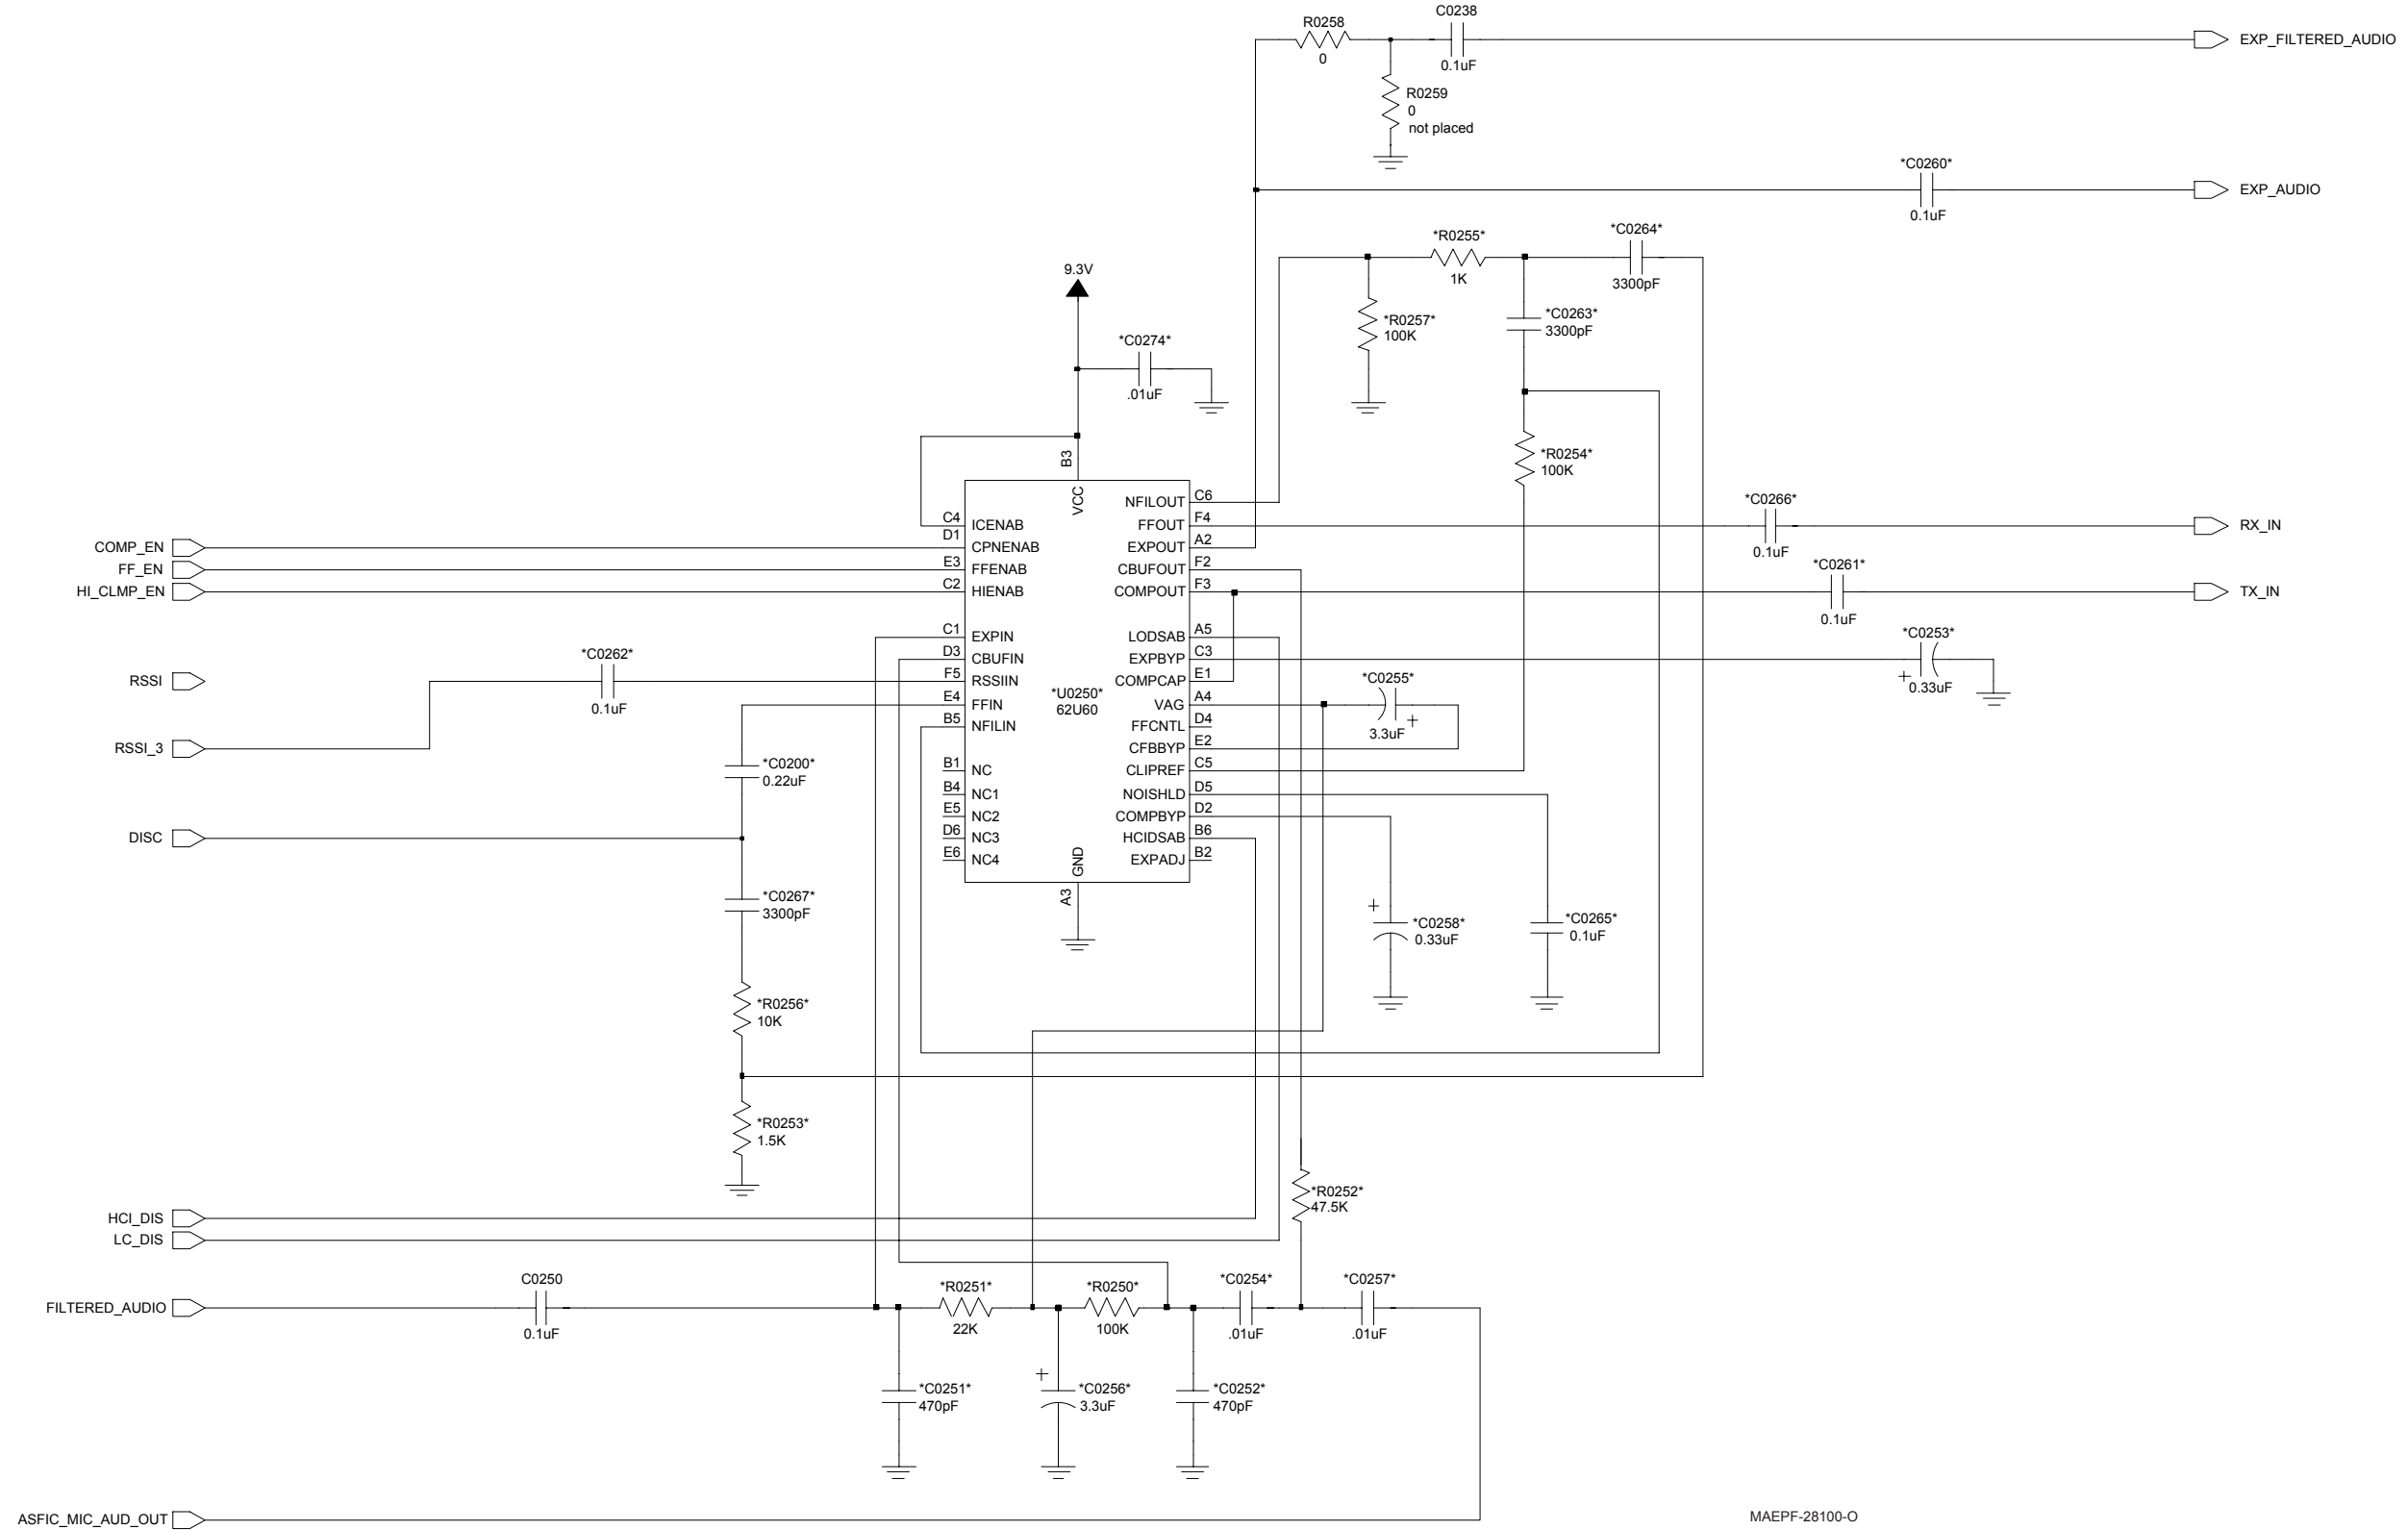 R0258
0
C0238
0.1uF
EXP_FILTERED_AUDIO
R0259
0
not placed
*C0260*
0.1uF
EXP_AUDIO
*R0255*
1K
*C0264*
3300pF
9.3V
*R0257*
100K
*C0263*
3300pF
*C0274*
.01uF
*R0254*
100K
B3
VCC
C4
ICENAB
D1
CPNENAB
E3
FFENAB
C2
HIENAB
C1
EXPIN
D3
CBUFIN
F5
RSSIIN
E4
FFIN
B5
NFILIN
B1
NC
B4
NC1
E5
NC2
D6
NC3
E6
NC4
*U0250*
62U60
NFILOUT
C6
FFOUT
F4
EXPOUT
A2
CBUFOUT
F2
COMPOUT
F3
LODSAB
A5
EXPBYP
C3
COMPCAP
E1
VAG
A4
FFCNTL
D4
CFBBYP
E2
CLIPREF
C5
NOISHLD
D5
COMPBYP
D2
HCIDSAB
B6
EXPADJ
B2
GND
A3
COMP_EN
FF_EN
HI_CLMP_EN
*C0266*
0.1uF
RX_IN
*C0261*
0.1uF
TX_IN
*C0253*
+
0.33uF
RSSI
*C0262*
0.1uF
*C0255*
+
3.3uF
RSSI_3
*C0200*
0.22uF
DISC
*C0267*
3300pF
+
*C0258*
0.33uF
*C0265*
0.1uF
*R0256*
10K
*R0253*
1.5K
*R0252*
47.5K
HCI_DIS
LC_DIS
FILTERED_AUDIO
C0250
0.1uF
*R0251*
22K
*R0250*
100K
*C0254*
.01uF
*C0257*
.01uF
*C0251*
470pF
+
*C0256*
3.3uF
*C0252*
470pF
ASFIC_MIC_AUD_OUT
MAEPF-28100-O